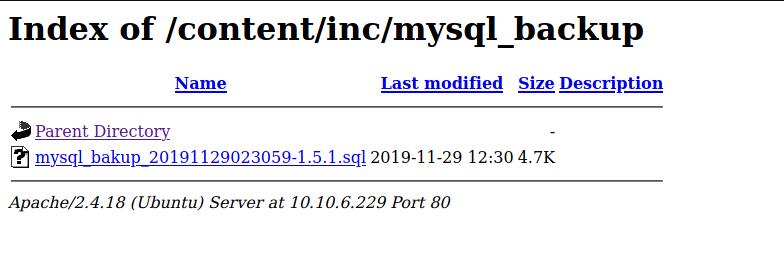 Index of /content/inc/mysql_backup
Name Last modified Size Description
Parent Directory -
mysql_bakup_20191129023059-1.5.1.sql 2019-11-29 12:30 4.7K
Apache/2.4.18 (Ubuntu) Server at 10.10.6.229 Port 80